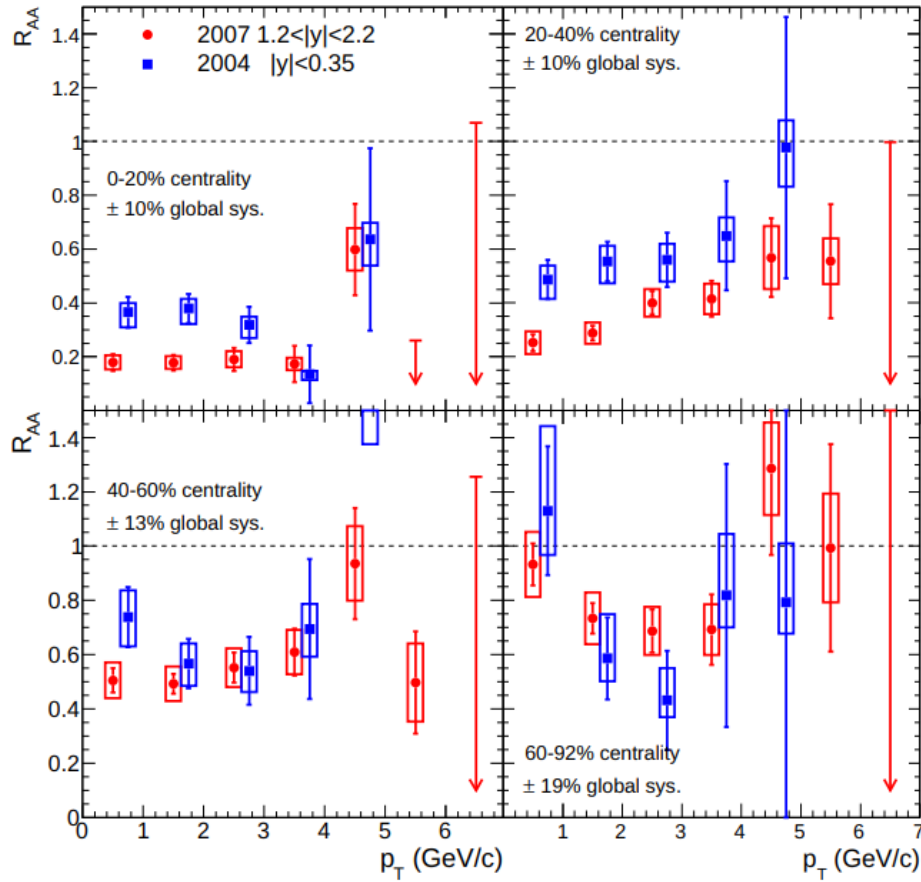 R_AA
1.4
1.2
1
0.8
0.6
0.4
0.2
2007 1.2<|y|<2.2
2004 |y|<0.35
0-20% centrality
± 10% global sys.
20-40% centrality
± 10% global sys.
R_AA
1.4
1.2
1
0.8
0.6
0.4
0.2
0
40-60% centrality
± 13% global sys.
60-92% centrality
± 19% global sys.
0 1 2 3 4 5 6
1 2 3 4 5 6 7
p_T (GeV/c)
p_T (GeV/c)